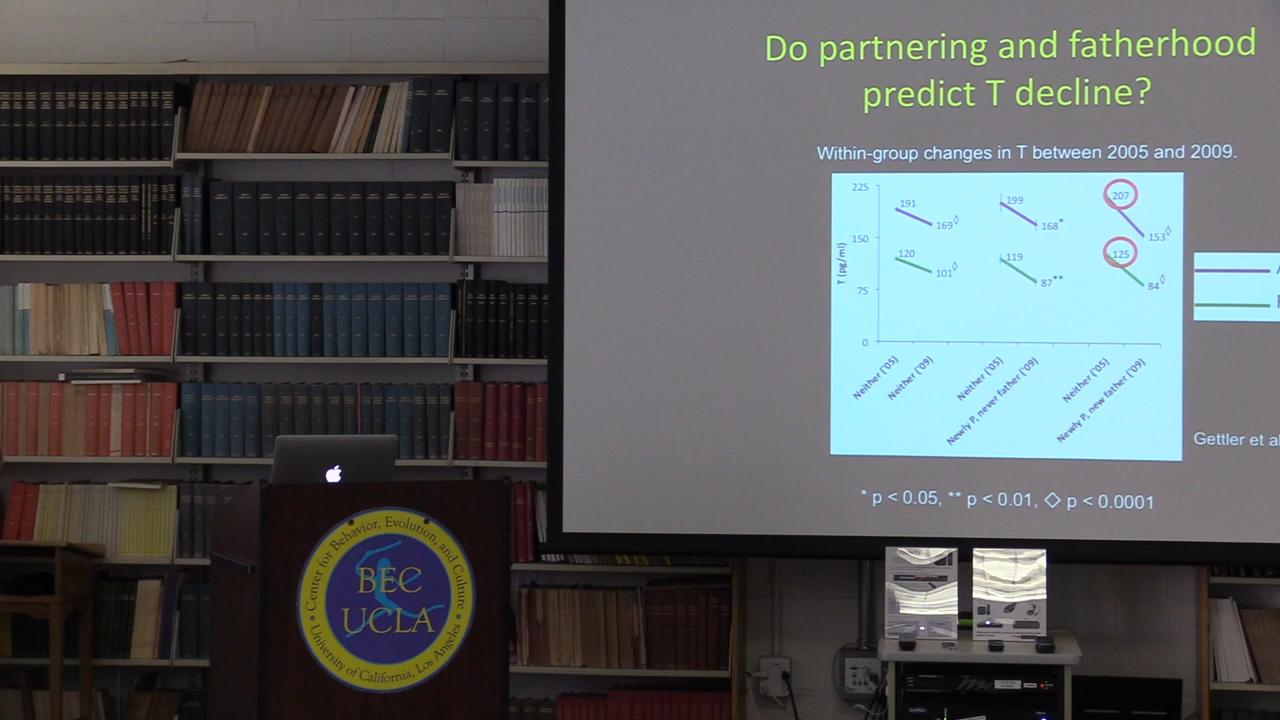 Do partnering and fatherhood
predict T decline?
Within-group changes in T between 2005 and 2009.
225
150
75
0
T (pg/ml)
191
169◊
120
101◊
199
168*
119
87**
207
153◊
125
84◊
Neither ('05)
Neither ('09)
Neither ('05)
Newly P, never father ('09)
Neither ('05)
Newly P, new father ('09)
Gettler et al
* p < 0.05, ** p < 0.01, ◇ p < 0.0001
Center for Behavior, Evolution, and Culture
BEC
UCLA
University of California, Los Angeles